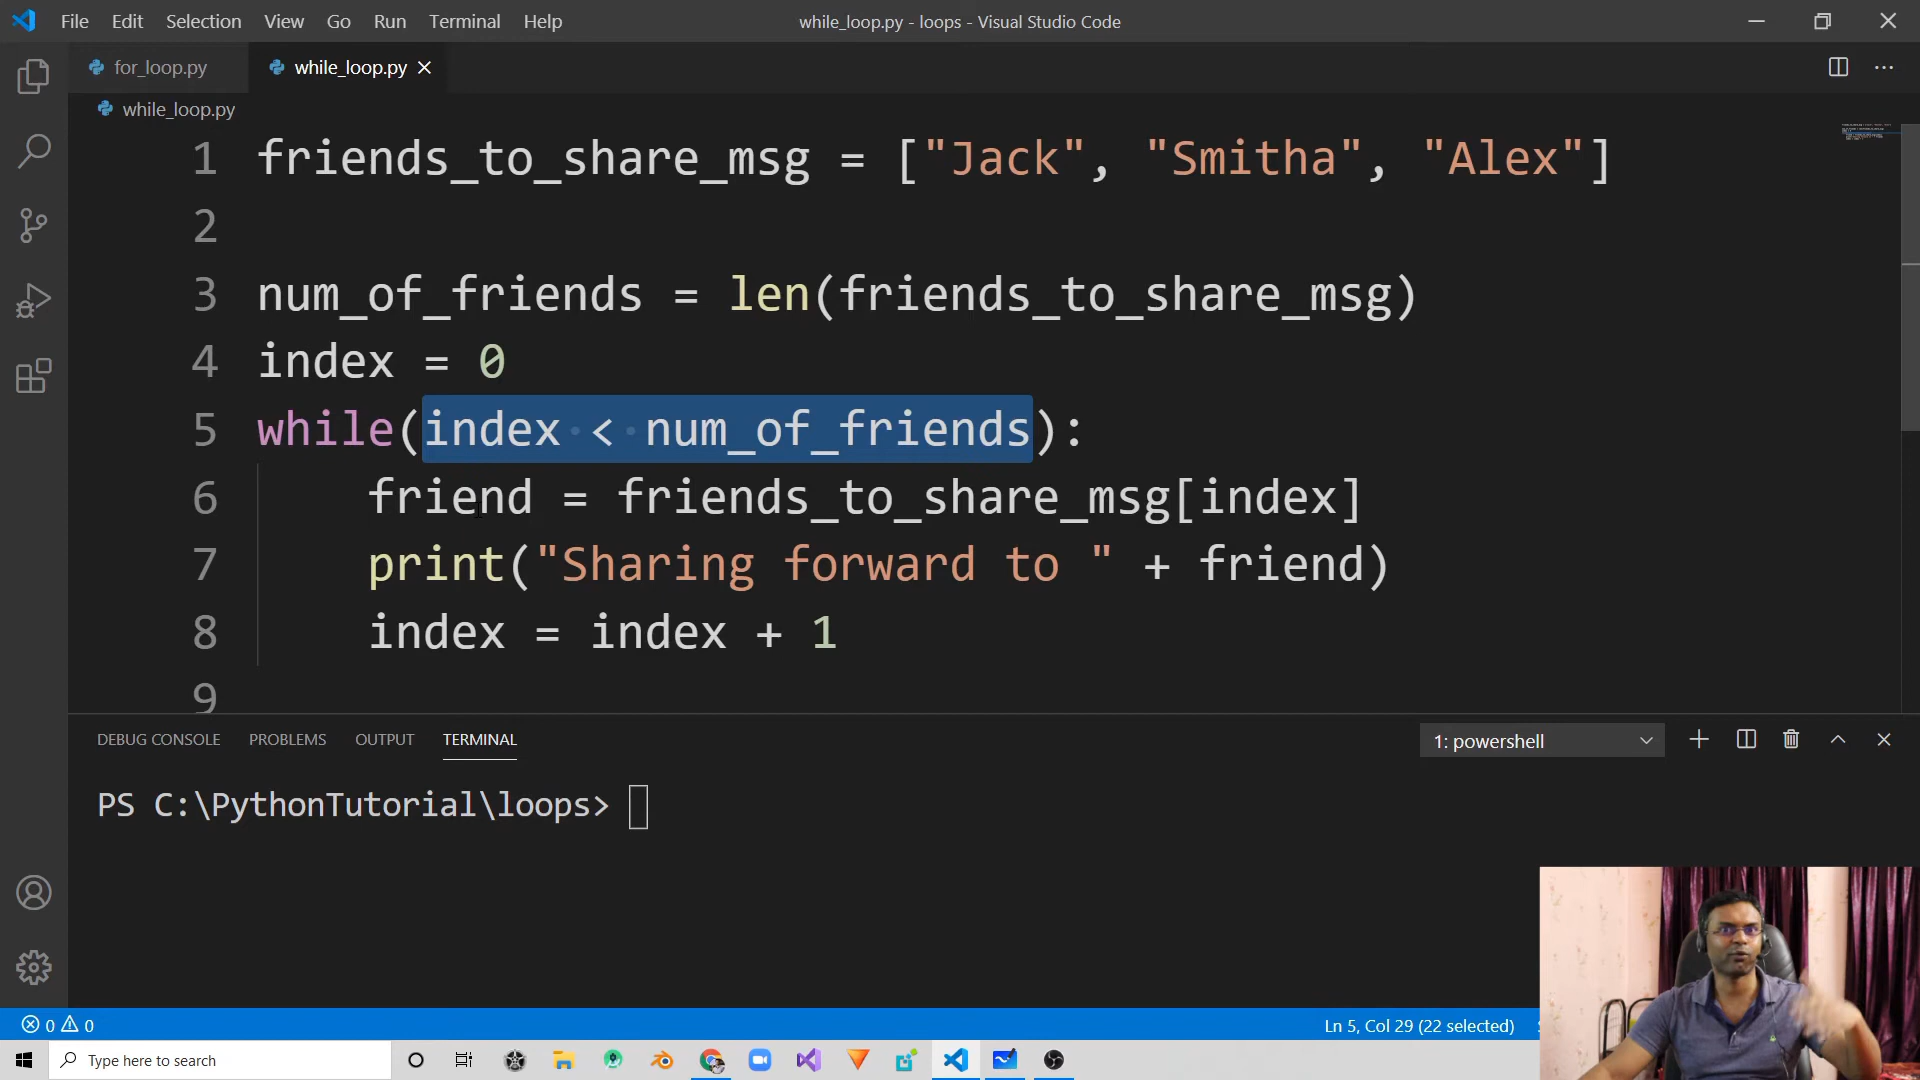 File Edit Selection View Go Run Terminal Help while_loop.py - loops - Visual Studio Code
for_loop.py while_loop.py
while_loop.py
1 friends_to_share_msg = ["Jack", "Smitha", "Alex"]
2
3 num_of_friends = len(friends_to_share_msg)
4 index = 0
5 while(index < num_of_friends):
6 friend = friends_to_share_msg[index]
7 print("Sharing forward to " + friend)
8 index = index + 1
9
DEBUG CONSOLE PROBLEMS OUTPUT TERMINAL 1: powershell
PS C:\PythonTutorial\loops>
0 0 Ln 5, Col 29 (22 selected)
Type here to search